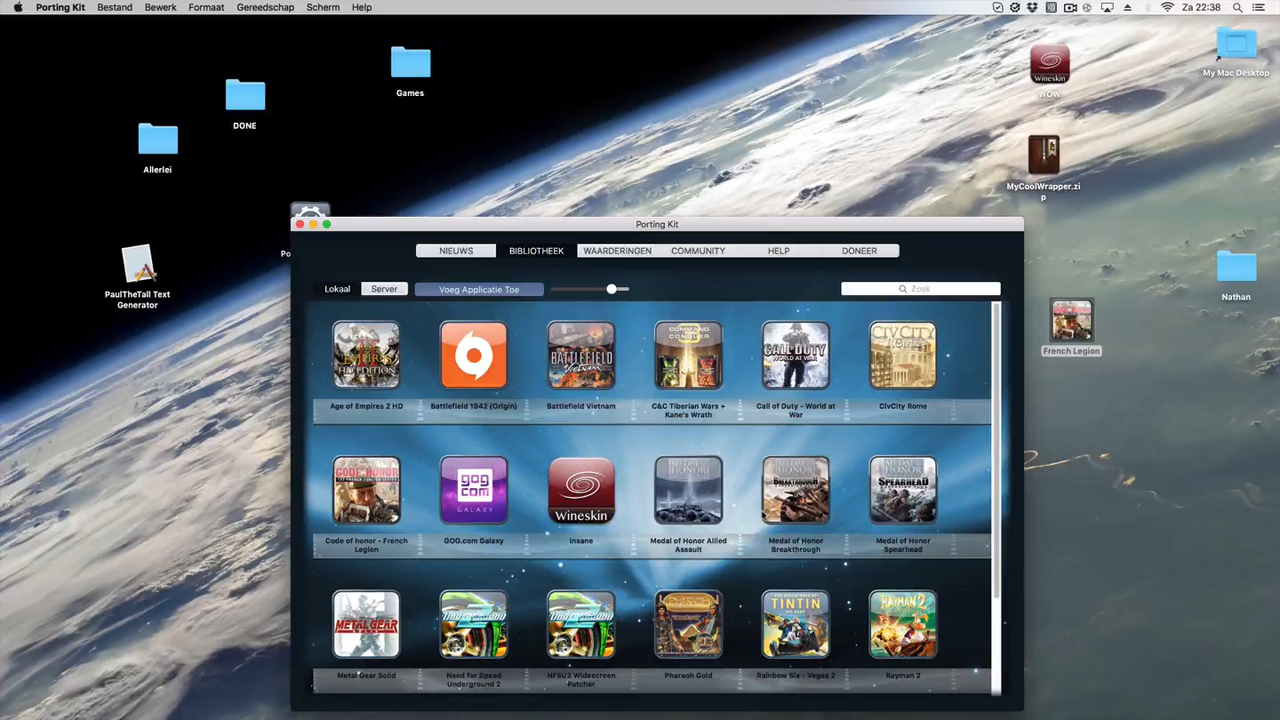 Porting Kit Bestand Bewerk Formaat Gereedschap Scherm Help
Za 22:38
Games
DONE
Allerlei
PaulTheTall Text
Generator
Po
WINESKIN
WOW
My Mac Desktop
MyCoolWrapper.zi
p
Nathan
French Legion
Porting Kit
NIEUWS BIBLIOTHEEK WAARDERINGEN COMMUNITY HELP DONEER
Lokaal Server Voeg Applicatie Toe Zoek
Age of Empires 2 HD
Battlefield 1942 (Origin)
Battlefield Vietnam
C&C Tiberian Wars +
Kane's Wrath
Call of Duty - World at
War
CivCity Rome
Code of honor - French
Legion
GOG.com Galaxy
Wineskin
Insane
Medal of Honor Allied
Assault
Medal of Honor
Breakthrough
Medal of Honor
Spearhead
Metal Gear Solid
Need for Speed
Underground 2
NFSU2 Widescreen
Patcher
Pharaoh Gold
Rainbow Six - Vegas 2
Rayman 2